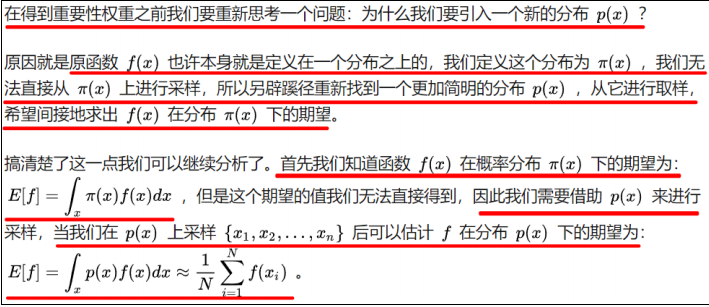 在得到重要性权重之前我们要重新思考一个问题：为什么我们要引入一个新的分布 p(x) ？
原因就是原函数 f(x) 也许本身就是定义在一个分布之上的，我们定义这个分布为 π(x) ，我们无
法直接从 π(x) 上进行采样，所以另辟蹊径重新找到一个更加简明的分布 p(x) ，从它进行取样，
希望间接地求出 f(x) 在分布 π(x) 下的期望。
搞清楚了这一点我们可以继续分析了。首先我们知道函数 f(x) 在概率分布 π(x) 下的期望为：
E[f] = ∫_x π(x)f(x)dx ，但是这个期望的值我们无法直接得到，因此我们需要借助 p(x) 来进行
采样，当我们在 p(x) 上采样 {x_1, x_2, ..., x_n} 后可以估计 f 在分布 p(x) 下的期望为：
E[f] = ∫_x p(x)f(x)dx ≈ \frac{1}{N} ∑_{i=1}^{N} f(x_i) 。